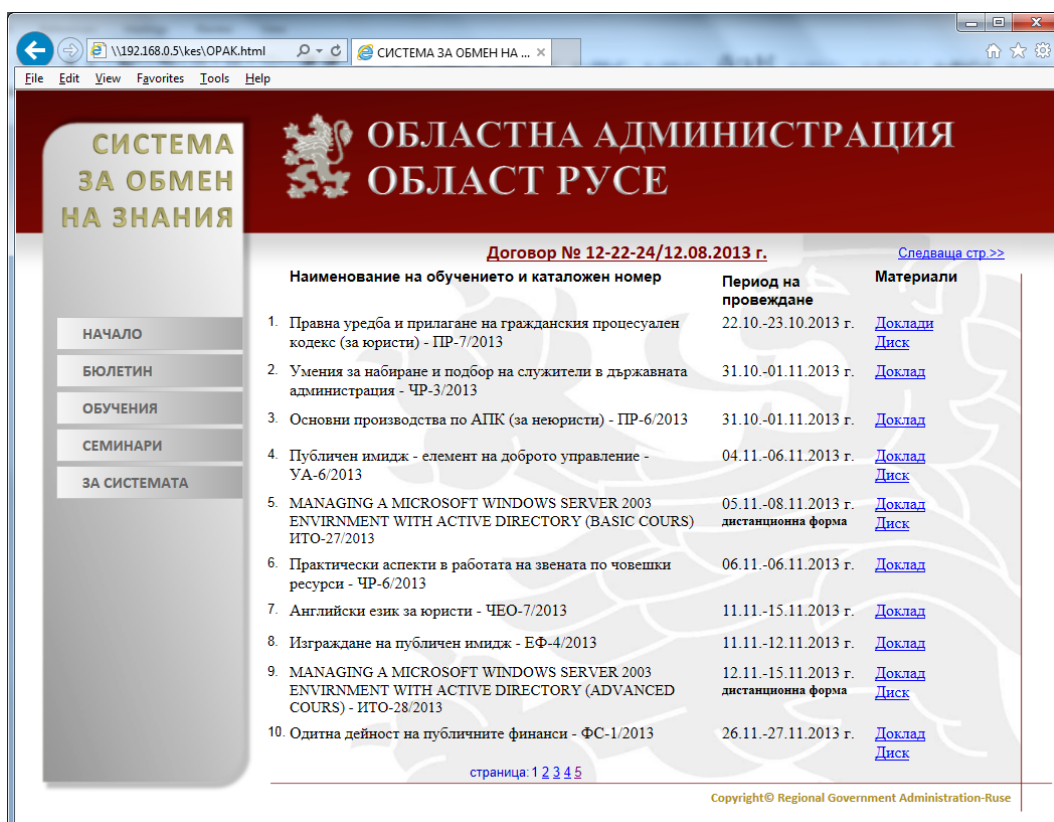 \\192.168.0.5\kes\OPAK.html
СИСТЕМА ЗА ОБМЕН НА ...
File Edit View Favorites Tools Help
СИСТЕМА
ЗА ОБМЕН
НА ЗНАНИЯ
ОБЛАСТНА АДМИНИСТРАЦИЯ
ОБЛАСТ РУСЕ
НАЧАЛО
БЮЛЕТИН
ОБУЧЕНИЯ
СЕМИНАРИ
ЗА СИСТЕМАТА
Договор № 12-22-24/12.08.2013 г.
Следваща стр.>>
Наименование на обучението и каталожен номер Период на Материали
провеждане
1. Правна уредба и прилагане на гражданския процесуален 22.10.-23.10.2013 г. Доклади
кодекс (за юристи) - ПР-7/2013 Диск
2. Умения за набиране и подбор на служители в държавната 31.10.-01.11.2013 г. Доклад
администрация - ЧР-3/2013
3. Основни производства по АПК (за неюристи) - ПР-6/2013 31.10.-01.11.2013 г. Доклад
4. Публичен имидж - елемент на доброто управление - 04.11.-06.11.2013 г. Доклад
УА-6/2013 Диск
5. MANAGING A MICROSOFT WINDOWS SERVER 2003 05.11.-08.11.2013 г. Доклад
ENVIRNMENT WITH ACTIVE DIRECTORY (BASIC COURS) дистанционна форма Диск
ИТО-27/2013
6. Практически аспекти в работата на звената по човешки 06.11.-06.11.2013 г. Доклад
ресурси - ЧР-6/2013
7. Английски език за юристи - ЧЕО-7/2013 11.11.-15.11.2013 г. Доклад
8. Изграждане на публичен имидж - ЕФ-4/2013 11.11.-12.11.2013 г. Доклад
9. MANAGING A MICROSOFT WINDOWS SERVER 2003 12.11.-15.11.2013 г. Доклад
ENVIRNMENT WITH ACTIVE DIRECTORY (ADVANCED дистанционна форма Диск
COURS) - ИТО-28/2013
10. Одитна дейност на публичните финанси - ФС-1/2013 26.11.-27.11.2013 г. Доклад
Диск
страница: 1 2 3 4 5
Copyright© Regional Government Administration-Ruse